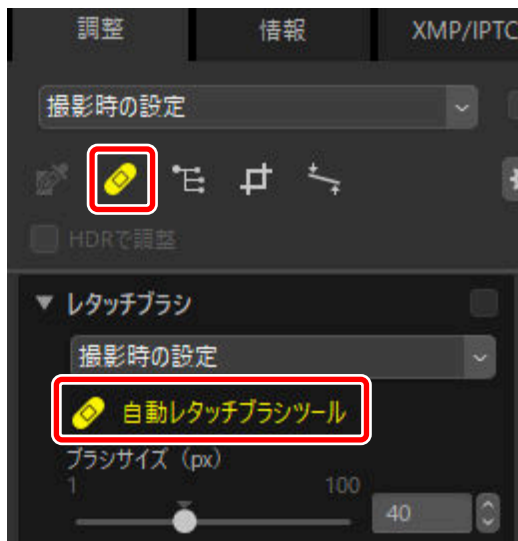 調整 情報 XMP/IPTC
撮影時の設定
HDRで調整
レタッチブラシ
撮影時の設定
自動レタッチブラシツール
ブラシサイズ（px）
1 100
40